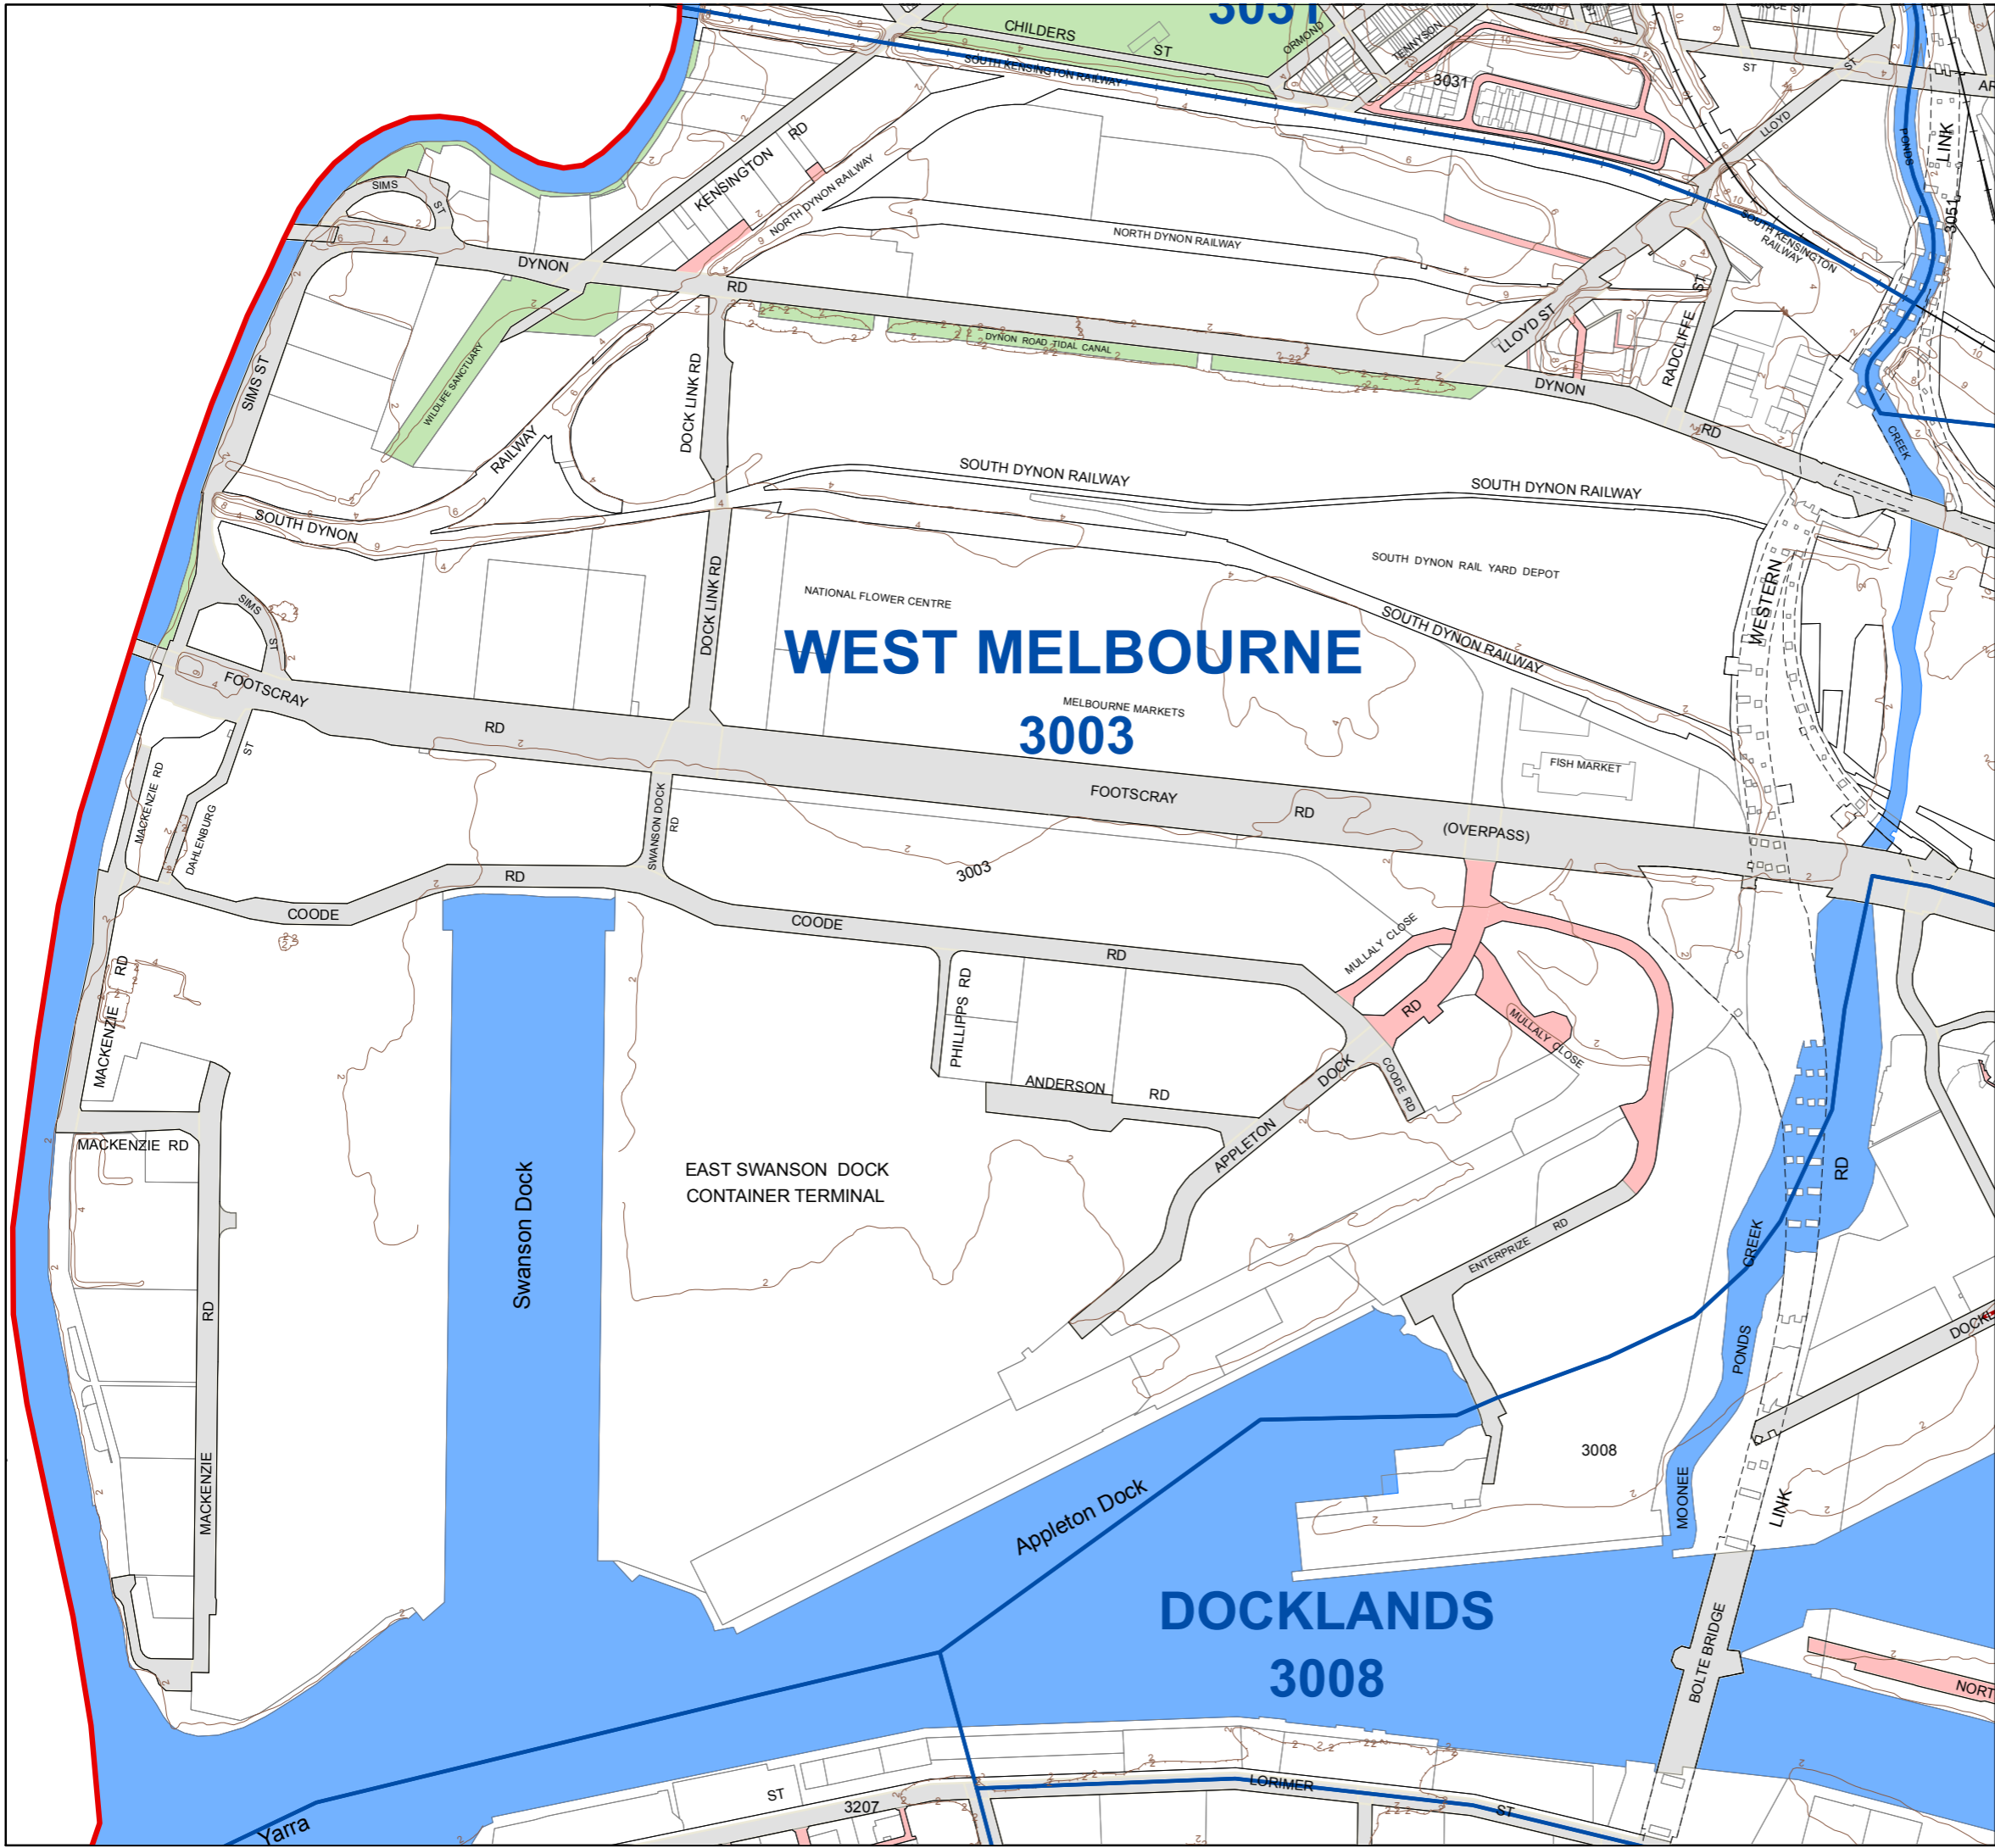 3031
CHILDERS
ST
ORMOND
TENNYSON
SOUTH KENSINGTON RAILWAY
3031
ST
ST
LLOYD
PONDS
LINK
3051
SIMS
ST
KENSINGTON
RD
NORTH DYNON RAILWAY
NORTH DYNON RAILWAY
SOUTH KENSINGTON
RAILWAY
DYNON
RD
DYNON ROAD TIDAL CANAL
LLOYD ST
RADCLIFFE
ST
DYNON
RD
CREEK
SIMS ST
WILDLIFE SANCTUARY
RAILWAY
DOCK LINK RD
SOUTH DYNON
SOUTH DYNON RAILWAY
SOUTH DYNON RAILWAY
SOUTH DYNON RAIL YARD DEPOT
WESTERN
SIMS
ST
DOCK LINK RD
NATIONAL FLOWER CENTRE
WEST MELBOURNE
3003
SOUTH DYNON RAILWAY
MELBOURNE MARKETS
FISH MARKET
FOOTSCRAY
RD
FOOTSCRAY
RD
(OVERPASS)
MACKENZIE RD
DAHLENBURG
ST
SWANSON DOCK
RD
3003
COODE
RD
COODE
RD
MULLALY CLOSE
RD
MULLALY CLOSE
MACKENZIE
RD
PHILLIPPS RD
ANDERSON
RD
APPLETON
DOCK
COODE RD
MACKENZIE RD
EAST SWANSON DOCK
CONTAINER TERMINAL
Swanson Dock
RD
MACKENZIE
ENTERPRIZE
RD
RD
CREEK
PONDS
MOONEE
LINK
3008
Appleton Dock
DOCKLANDS
3008
BOLTE BRIDGE
NORT
Yarra
ST
3207
LORIMER
ST